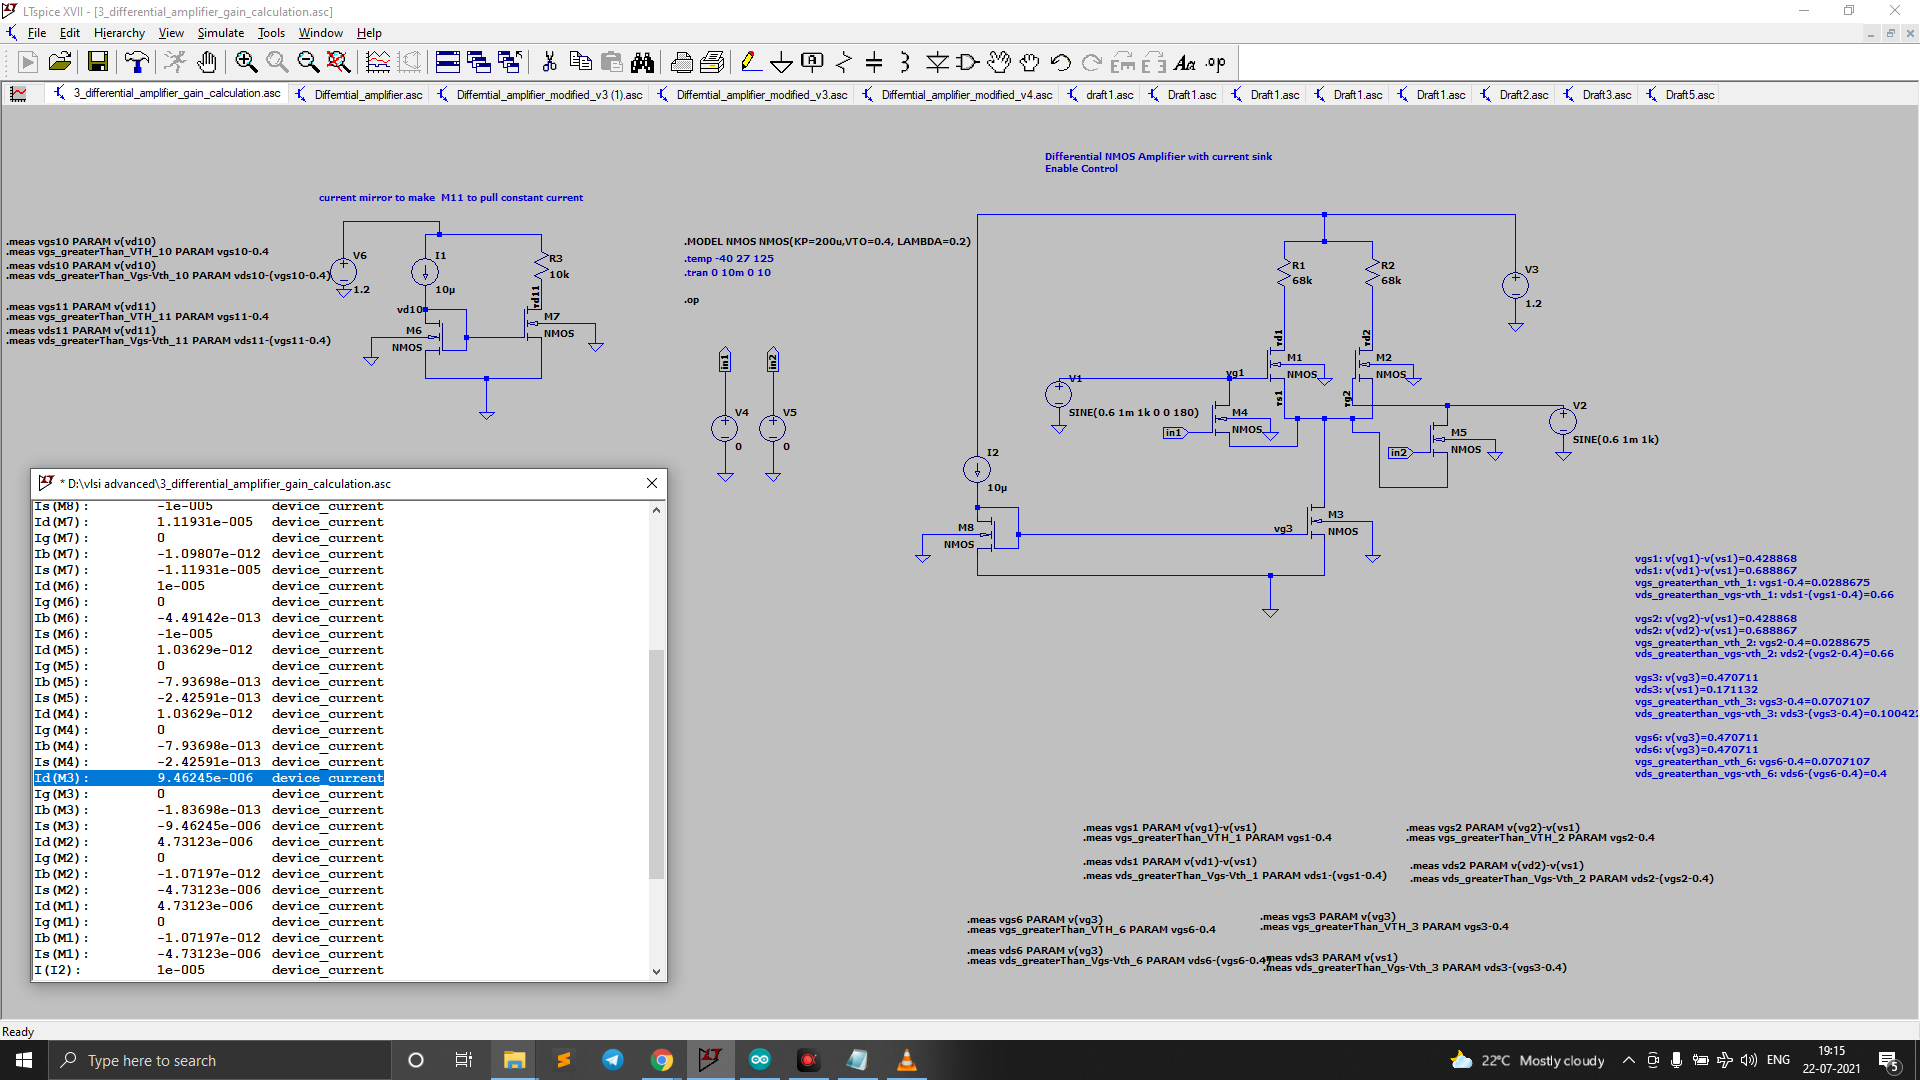 LTspice XVII - [3_differential_amplifier_gain_calculation.asc]
File Edit Hierarchy View Simulate Tools Window Help
3_differential_amplifier_gain_calculation.asc Differntial_amplifier.asc Differntial_amplifier_modified_v3 (1).asc Differntial_amplifier_modified_v3.asc Differntial_amplifier_modified_v4.asc draft1.asc Draft1.asc Draft1.asc Draft1.asc Draft1.asc Draft2.asc Draft3.asc Draft5.asc
Differential NMOS Amplifier with current sink
Enable Control
current mirror to make M11 to pull constant current
.meas vgs10 PARAM v(vd10)
.meas vgs_greaterThan_VTH_10 PARAM vgs10-0.4
.meas vds10 PARAM v(vd10)
.meas vds_greaterThan_Vgs-Vth_10 PARAM vds10-(vgs10-0.4)
.meas vgs11 PARAM v(vd11)
.meas vgs_greaterThan_VTH_11 PARAM vgs11-0.4
.meas vds11 PARAM v(vd11)
.meas vds_greaterThan_Vgs-Vth_11 PARAM vds11-(vgs11-0.4)
V6
1.2
I1
10µ
R3
10k
vd11
vd10
M6
NMOS
M7
NMOS
.MODEL NMOS NMOS(KP=200u,VTO=0.4, LAMBDA=0.2)
.temp -40 27 125
.tran 0 10m 0 10
.op
in1
in2
V4
0
V5
0
R1
68k
R2
68k
V3
1.2
vd1
vd2
M1
NMOS
M2
NMOS
V1
SINE(0.6 1m 1k 0 0 180)
vg1
vs1
vg2
M4
NMOS
in1
V2
SINE(0.6 1m 1k)
M5
NMOS
in2
I2
10µ
M8
NMOS
vg3
M3
NMOS
vgs1: v(vg1)-v(vs1)=0.428868
vds1: v(vd1)-v(vs1)=0.688867
vgs_greaterthan_vth_1: vgs1-0.4=0.0288675
vds_greaterthan_vgs-vth_1: vds1-(vgs1-0.4)=0.66
vgs2: v(vg2)-v(vs1)=0.428868
vds2: v(vd2)-v(vs1)=0.688867
vgs_greaterthan_vth_2: vgs2-0.4=0.0288675
vds_greaterthan_vgs-vth_2: vds2-(vgs2-0.4)=0.66
vgs3: v(vg3)=0.470711
vds3: v(vs1)=0.171132
vgs_greaterthan_vth_3: vgs3-0.4=0.0707107
vds_greaterthan_vgs-vth_3: vds3-(vgs3-0.4)=0.100422
vgs6: v(vg3)=0.470711
vds6: v(vg3)=0.470711
vgs_greaterthan_vth_6: vgs6-0.4=0.0707107
vds_greaterthan_vgs-vth_6: vds6-(vgs6-0.4)=0.4
.meas vgs1 PARAM v(vg1)-v(vs1)
.meas vgs_greaterThan_VTH_1 PARAM vgs1-0.4
.meas vds1 PARAM v(vd1)-v(vs1)
.meas vds_greaterThan_Vgs-Vth_1 PARAM vds1-(vgs1-0.4)
.meas vgs2 PARAM v(vg2)-v(vs1)
.meas vgs_greaterThan_VTH_2 PARAM vgs2-0.4
.meas vds2 PARAM v(vd2)-v(vs1)
.meas vds_greaterThan_Vgs-Vth_2 PARAM vds2-(vgs2-0.4)
.meas vgs6 PARAM v(vg3)
.meas vgs_greaterThan_VTH_6 PARAM vgs6-0.4
.meas vds6 PARAM v(vg3)
.meas vds_greaterThan_Vgs-Vth_6 PARAM vds6-(vgs6-0.4)
.meas vgs3 PARAM v(vg3)
.meas vgs_greaterThan_VTH_3 PARAM vgs3-0.4
.meas vds3 PARAM v(vs1)
.meas vds_greaterThan_Vgs-Vth_3 PARAM vds3-(vgs3-0.4)
* D:\vlsi advanced\3_differential_amplifier_gain_calculation.asc
Is(M8): -1e-005 device_current
Id(M7): 1.11931e-005 device_current
Ig(M7): 0 device_current
Ib(M7): -1.09807e-012 device_current
Is(M7): -1.11931e-005 device_current
Id(M6): 1e-005 device_current
Ig(M6): 0 device_current
Ib(M6): -4.49142e-013 device_current
Is(M6): -1e-005 device_current
Id(M5): 1.03629e-012 device_current
Ig(M5): 0 device_current
Ib(M5): -7.93698e-013 device_current
Is(M5): -2.42591e-013 device_current
Id(M4): 1.03629e-012 device_current
Ig(M4): 0 device_current
Ib(M4): -7.93698e-013 device_current
Is(M4): -2.42591e-013 device_current
Id(M3): 9.46245e-006 device_current
Ig(M3): 0 device_current
Ib(M3): -1.83698e-013 device_current
Is(M3): -9.46245e-006 device_current
Id(M2): 4.73123e-006 device_current
Ig(M2): 0 device_current
Ib(M2): -1.07197e-012 device_current
Is(M2): -4.73123e-006 device_current
Id(M1): 4.73123e-006 device_current
Ig(M1): 0 device_current
Ib(M1): -1.07197e-012 device_current
Is(M1): -4.73123e-006 device_current
I(I2): 1e-005 device_current
Ready
Type here to search
22°C Mostly cloudy
ENG
19:15
22-07-2021
5